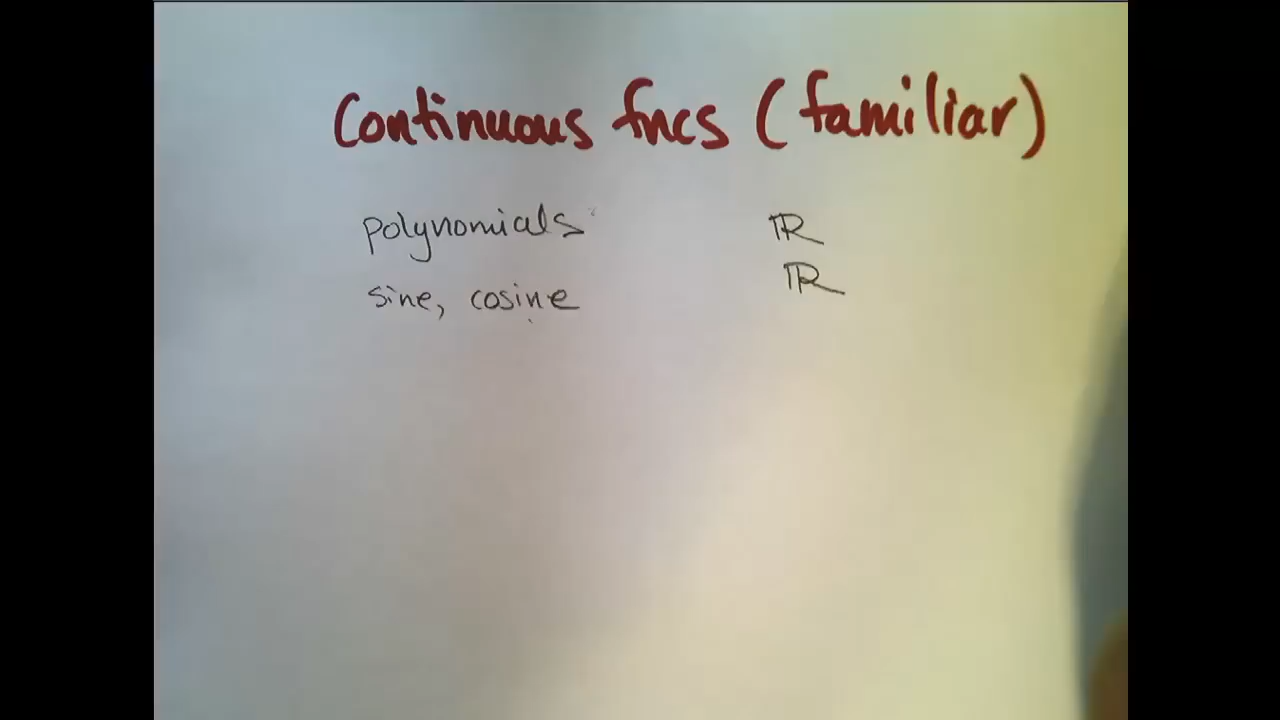 Continuous fncs (familiar)
polynomials ℝ
sine, cosine ℝ